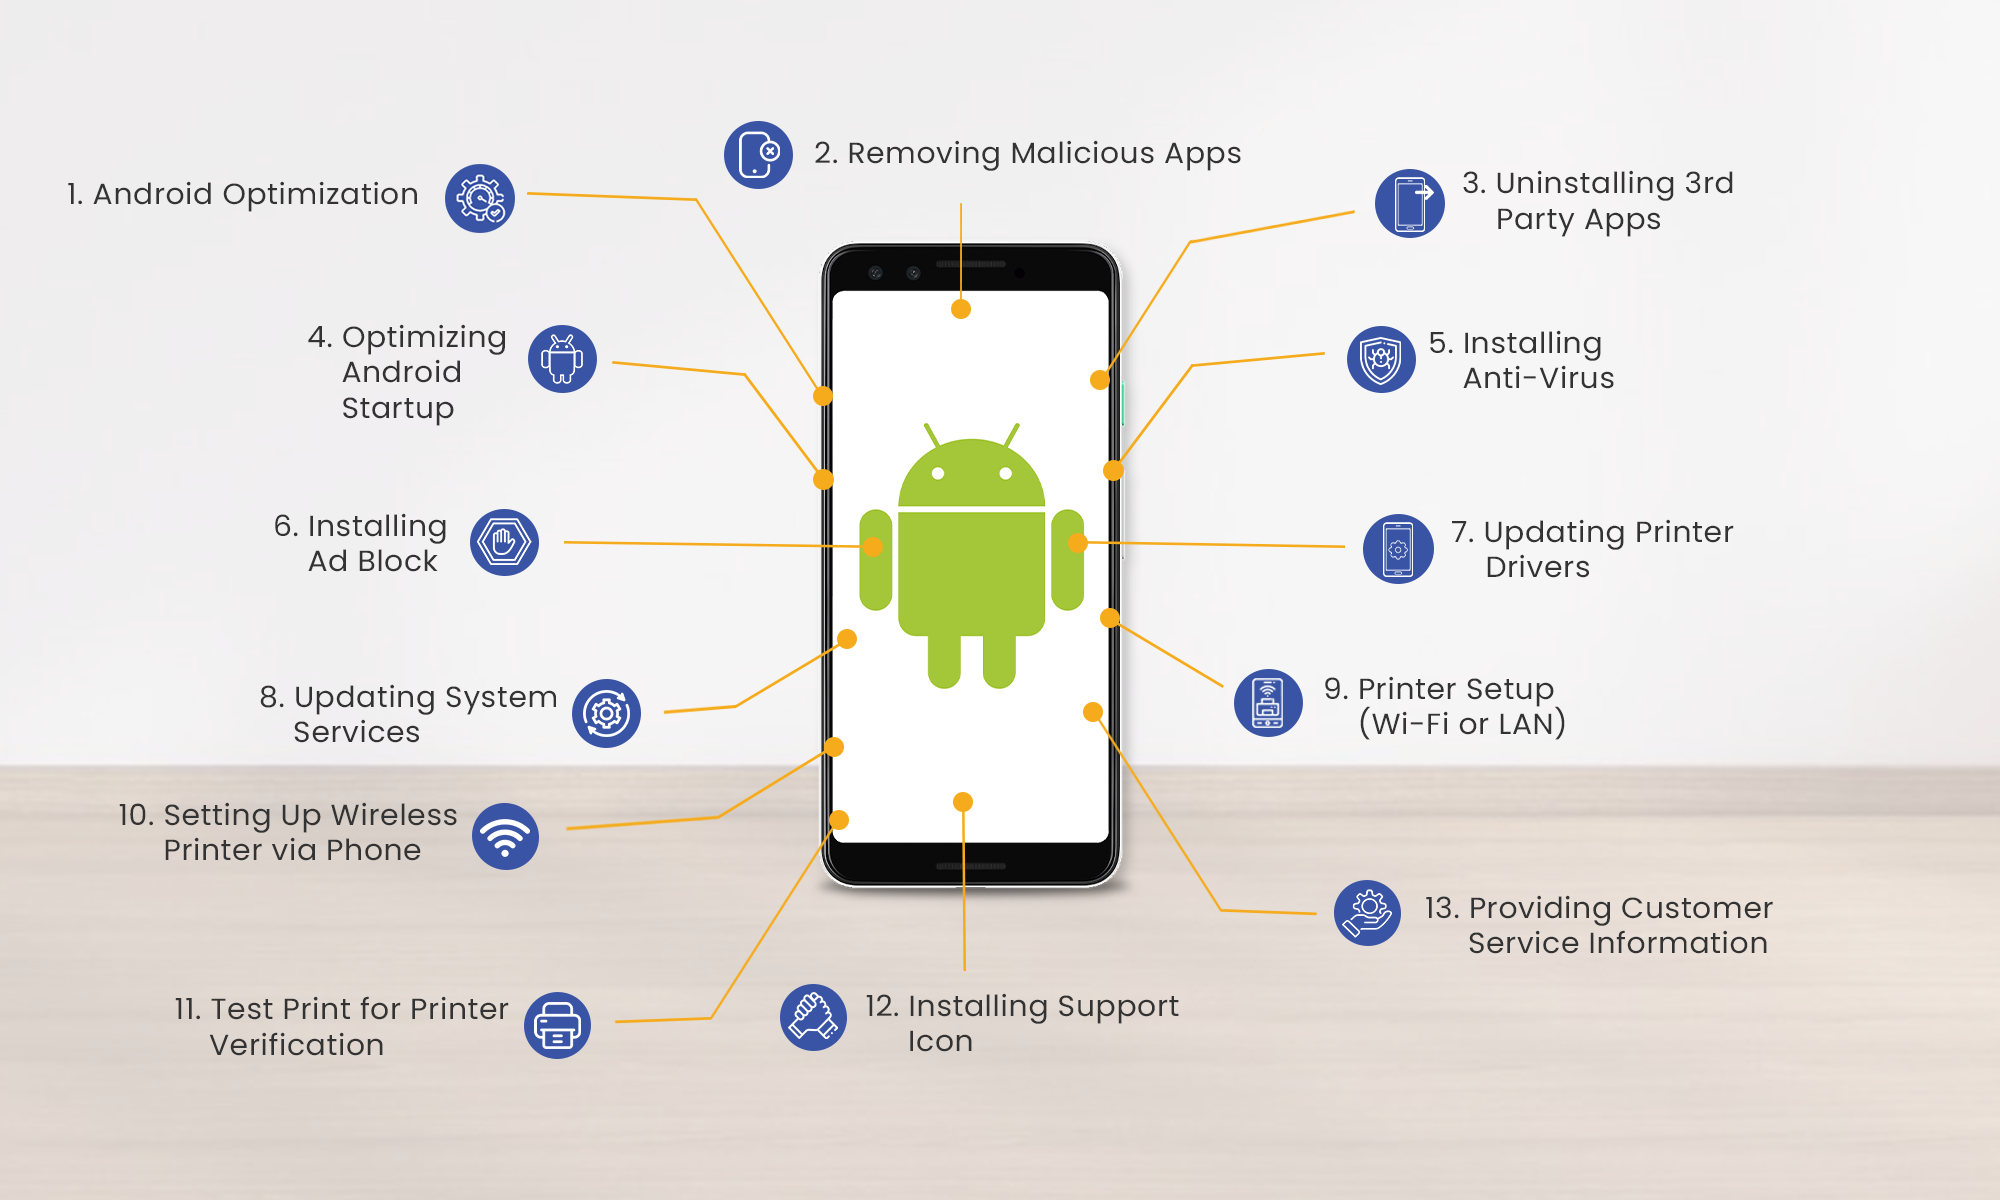 1. Android Optimization
2. Removing Malicious Apps
3. Uninstalling 3rd
Party Apps
4. Optimizing
Android
Startup
5. Installing
Anti-Virus
6. Installing
Ad Block
7. Updating Printer
Drivers
8. Updating System
Services
9. Printer Setup
(Wi-Fi or LAN)
10. Setting Up Wireless
Printer via Phone
11. Test Print for Printer
Verification
12. Installing Support
Icon
13. Providing Customer
Service Information